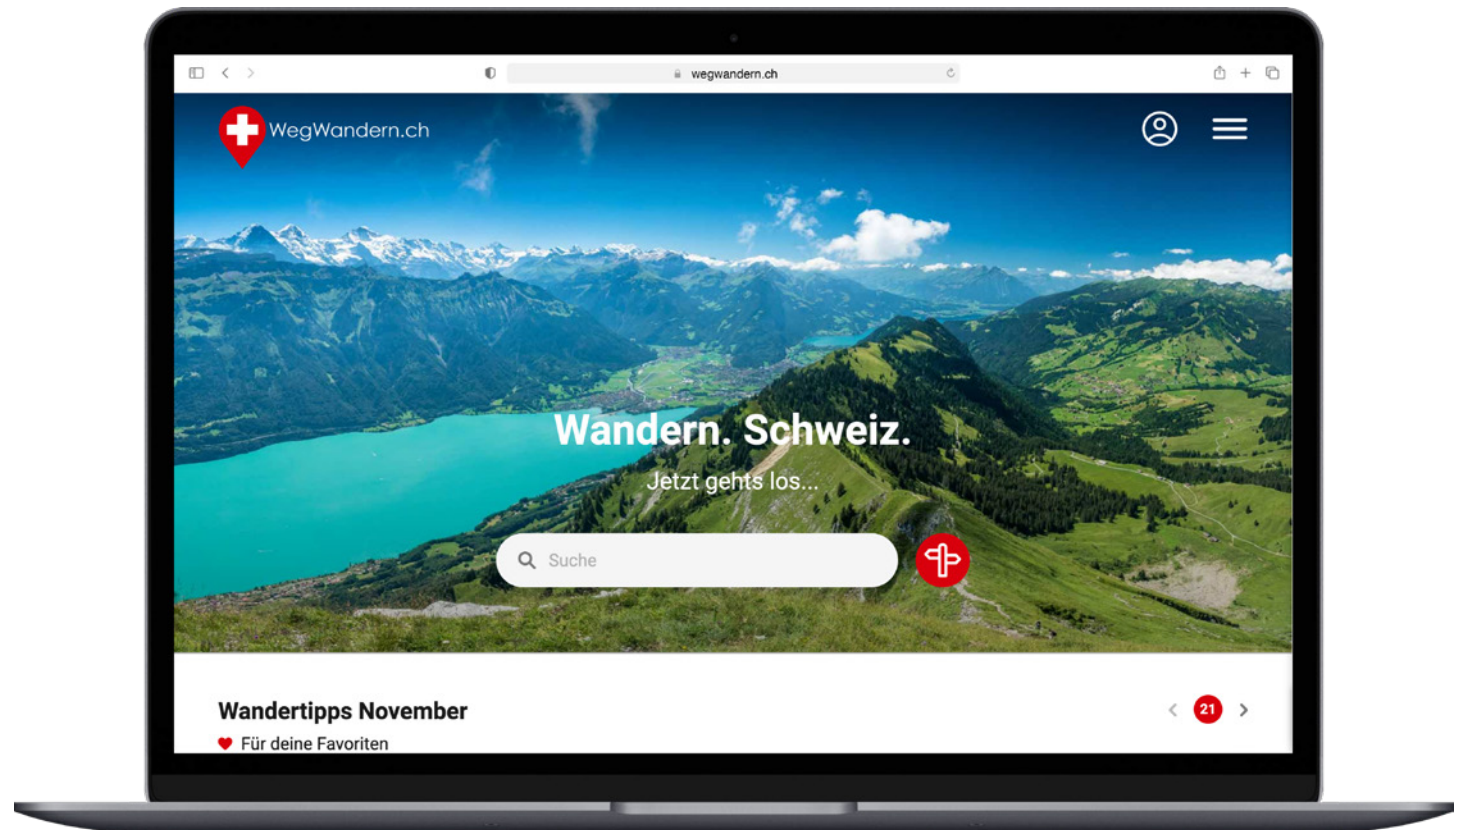 wegwandern.ch
WegWandern.ch
Wandern. Schweiz.
Jetzt gehts los...
Suche
Wandertipps November
21
Für deine Favoriten